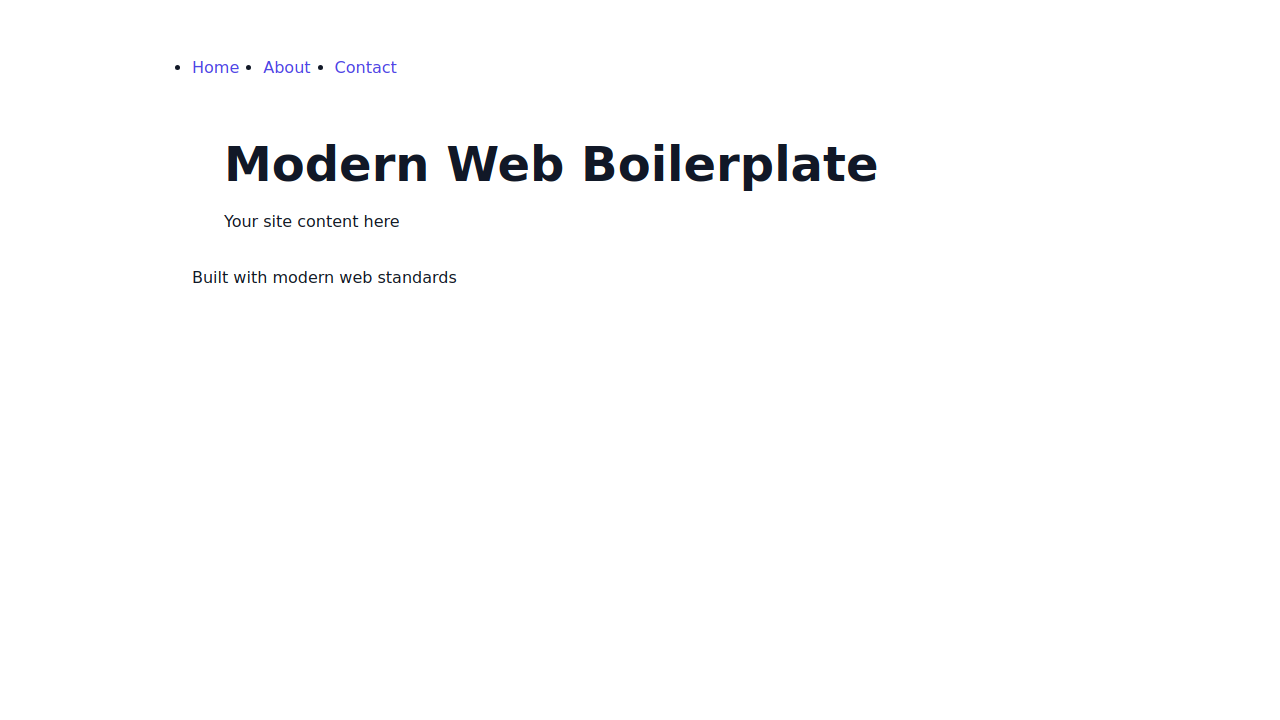 • Home • About • Contact
Modern Web Boilerplate
Your site content here
Built with modern web standards